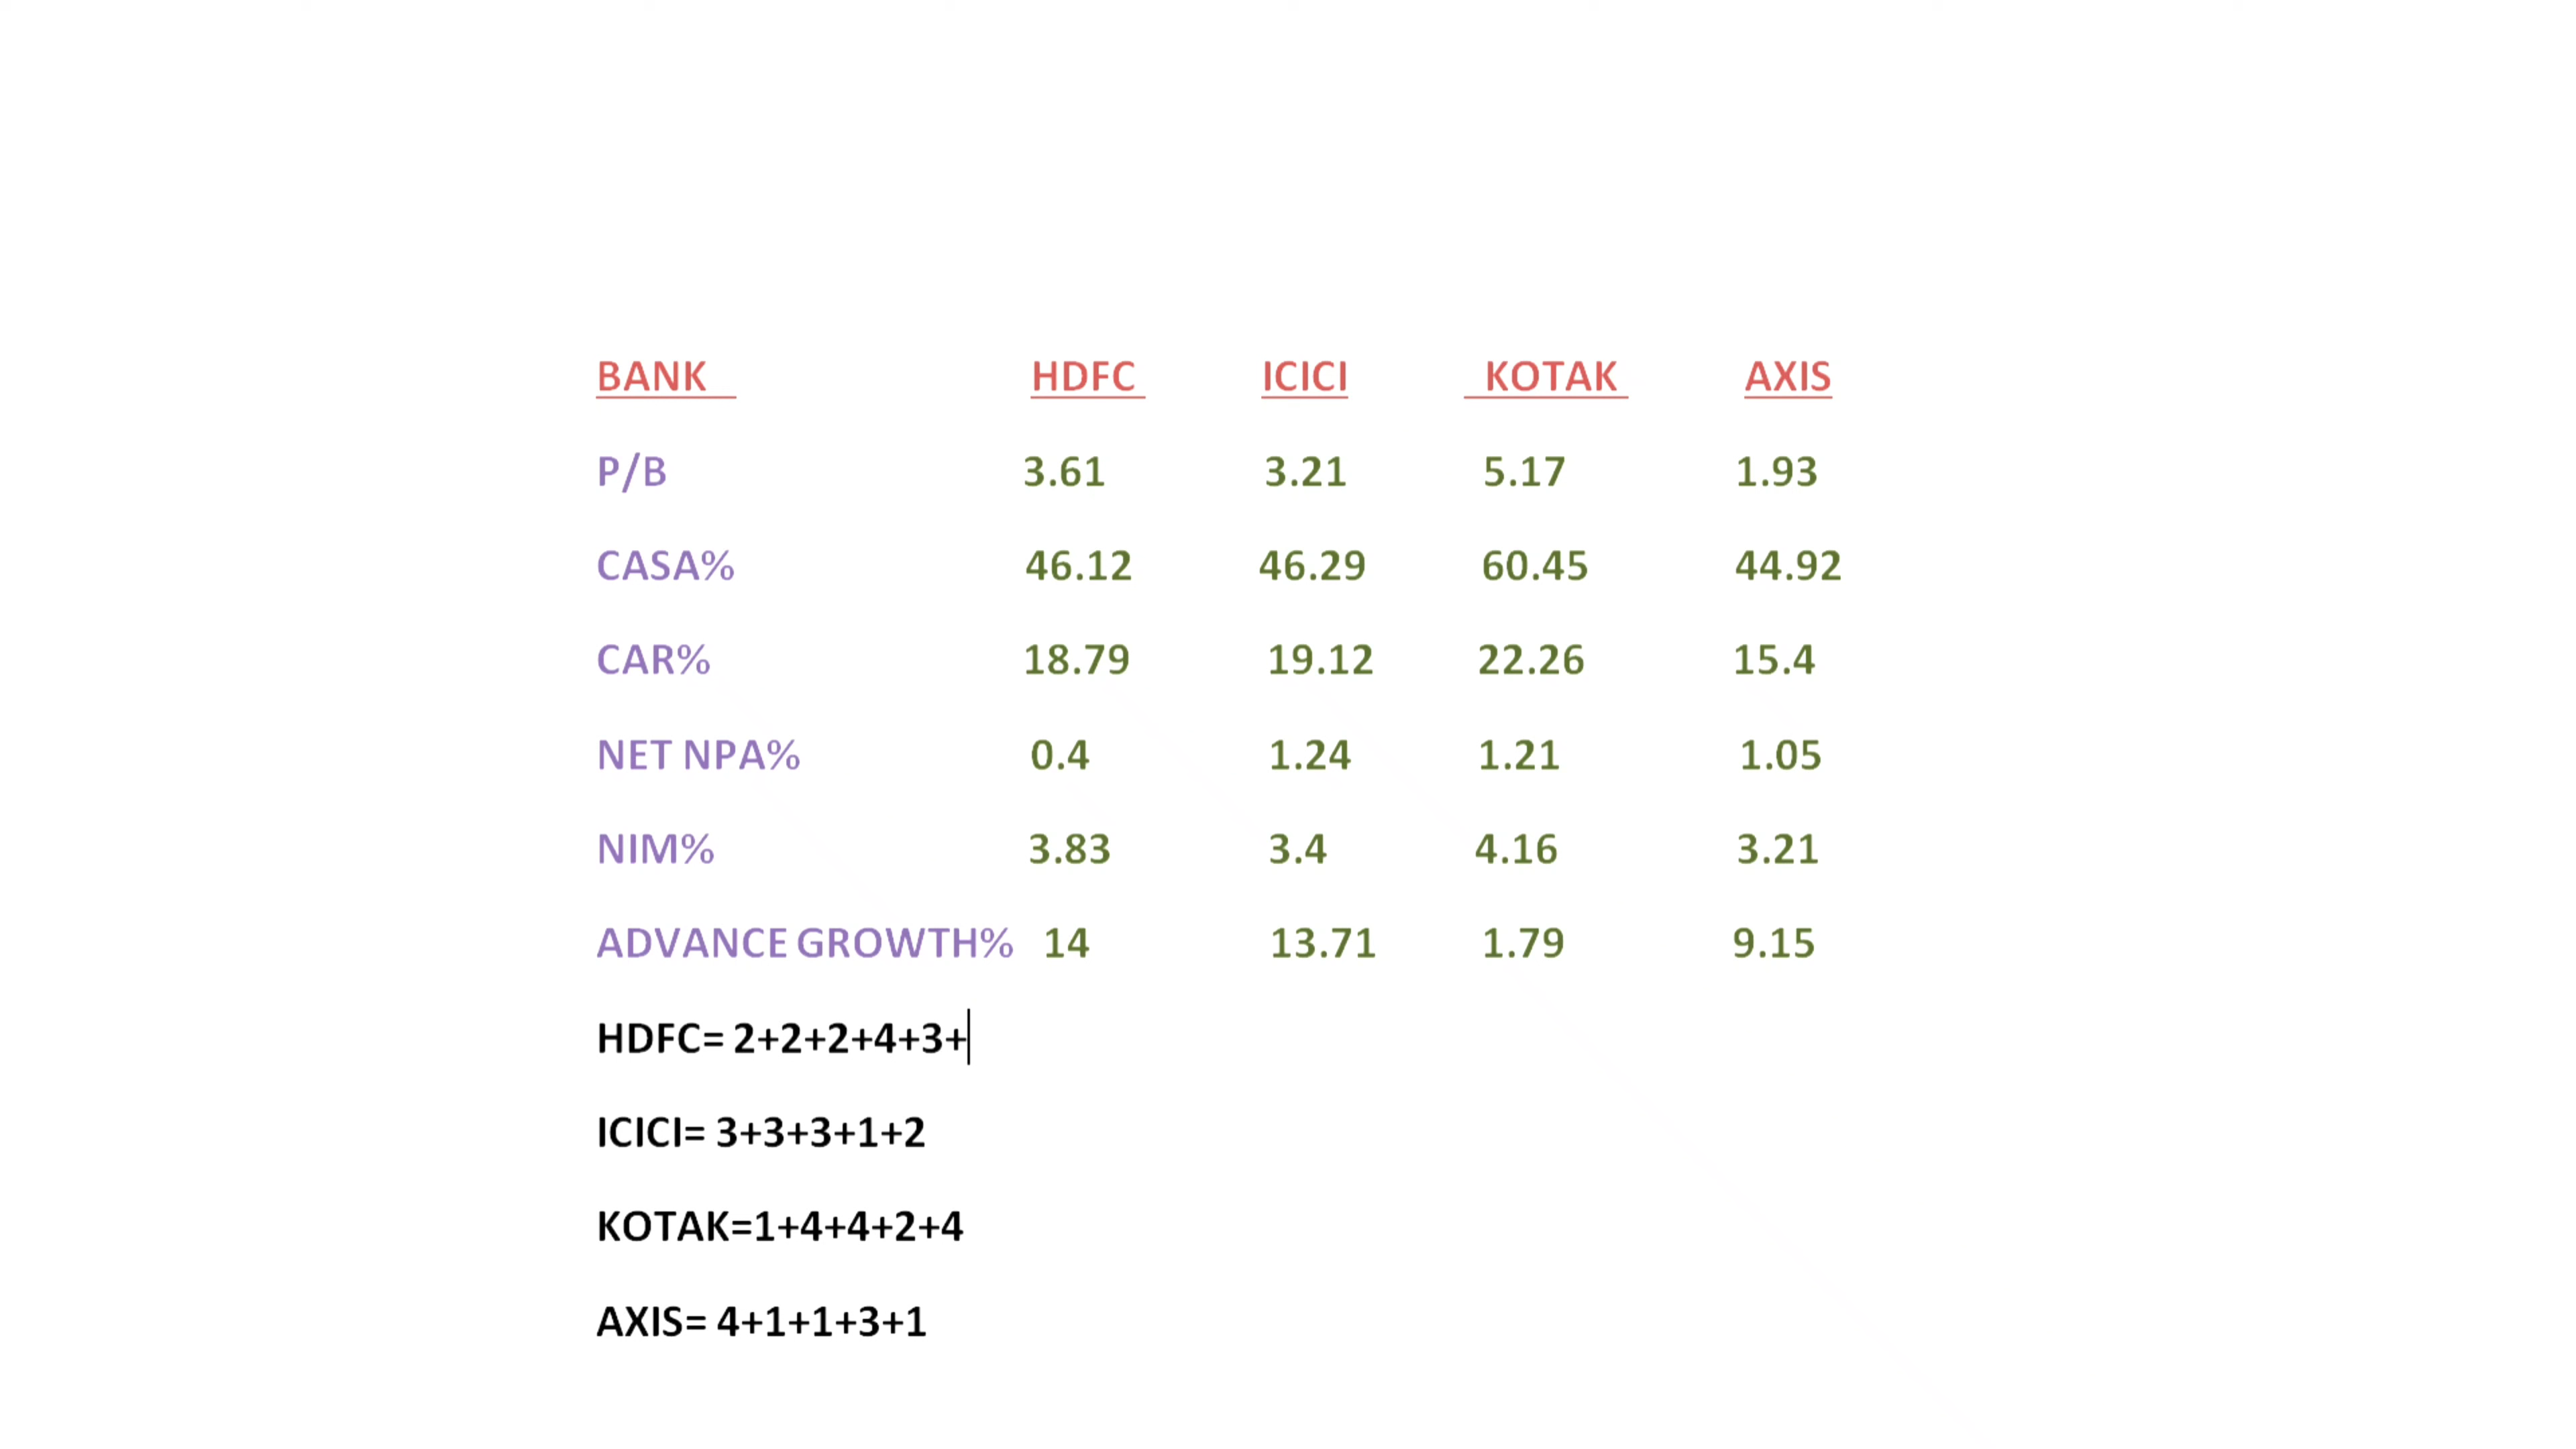 BANK HDFC ICICI KOTAK AXIS
P/B 3.61 3.21 5.17 1.93
CASA% 46.12 46.29 60.45 44.92
CAR% 18.79 19.12 22.26 15.4
NET NPA% 0.4 1.24 1.21 1.05
NIM% 3.83 3.4 4.16 3.21
ADVANCE GROWTH% 14 13.71 1.79 9.15
HDFC= 2+2+2+4+3+
ICICI= 3+3+3+1+2
KOTAK=1+4+4+2+4
AXIS= 4+1+1+3+1